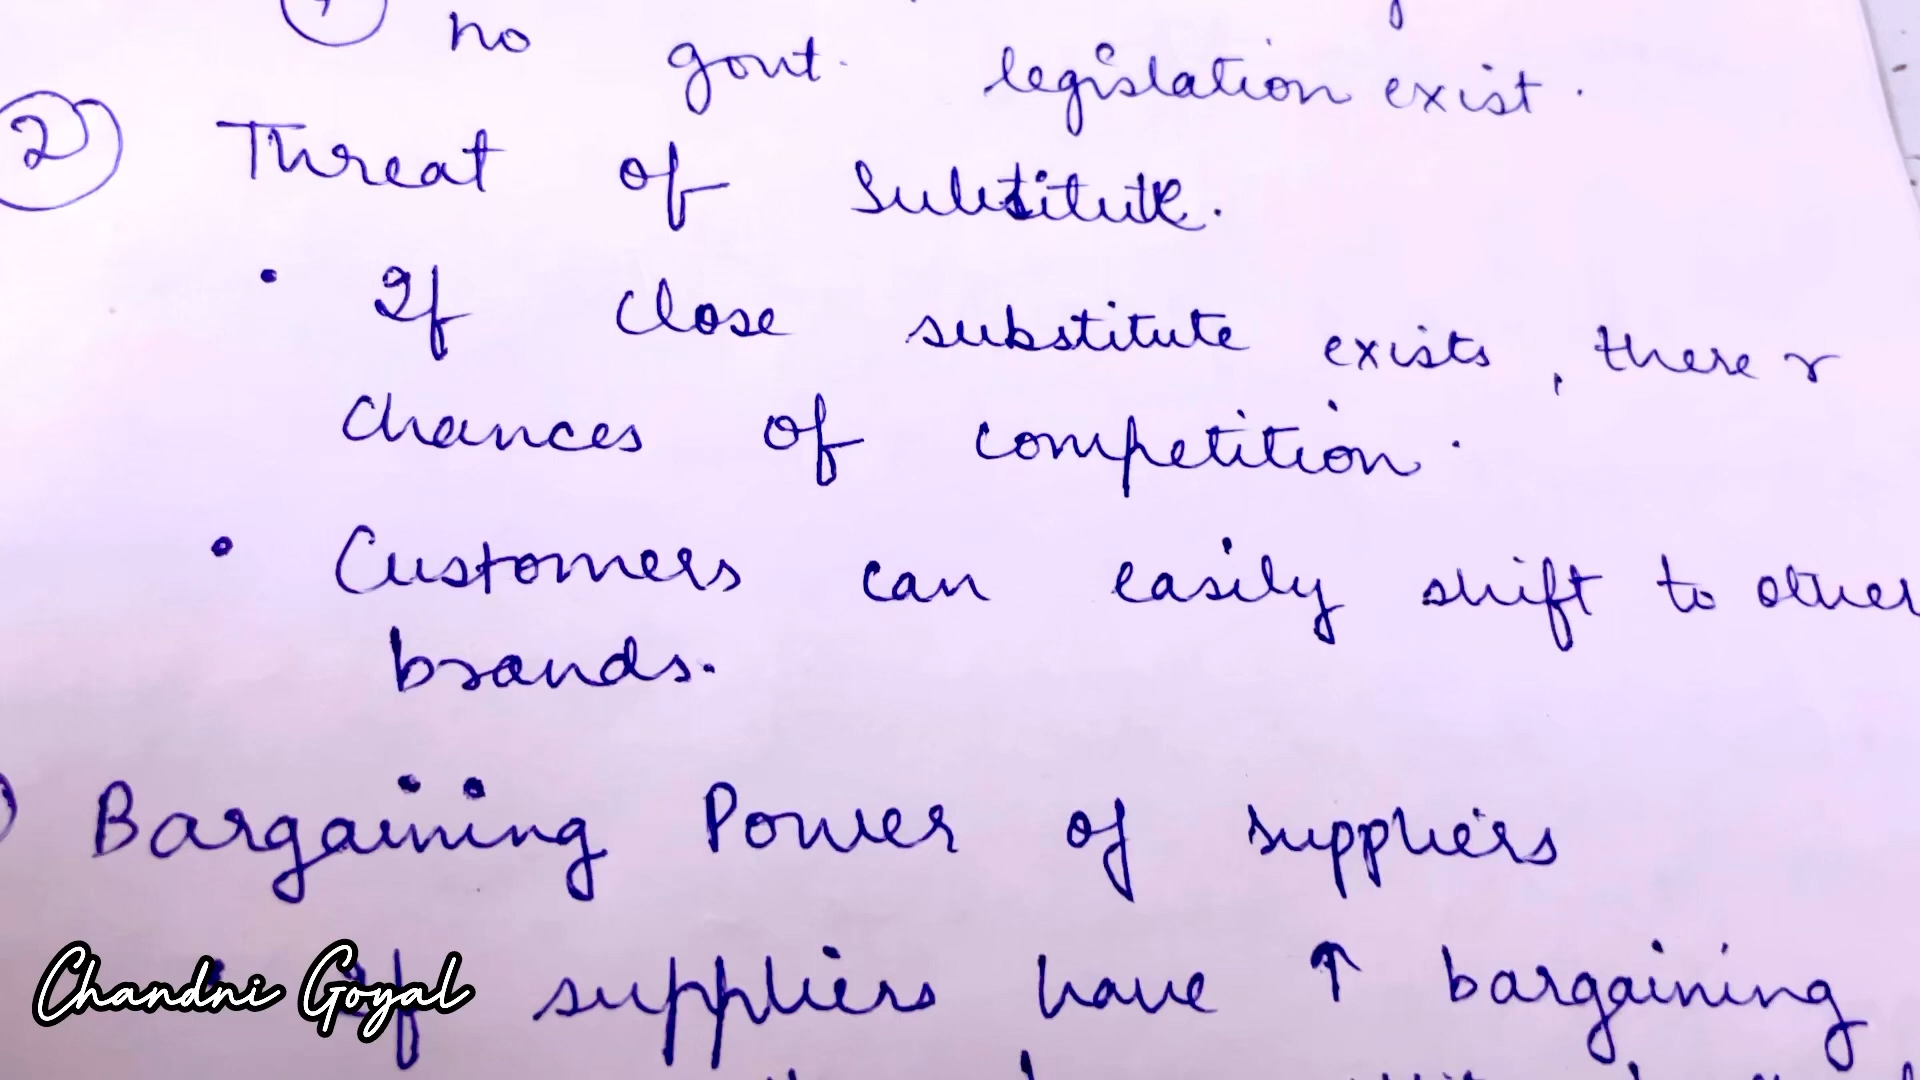 no govt. legislation exist.
2 Threat of Substitute.
• If close substitute exists, there r
chances of competition.
• Customers can easily shift to other
brands.
Bargaining Power of suppliers
• If suppliers have ↑ bargaining
Chandni Goyal